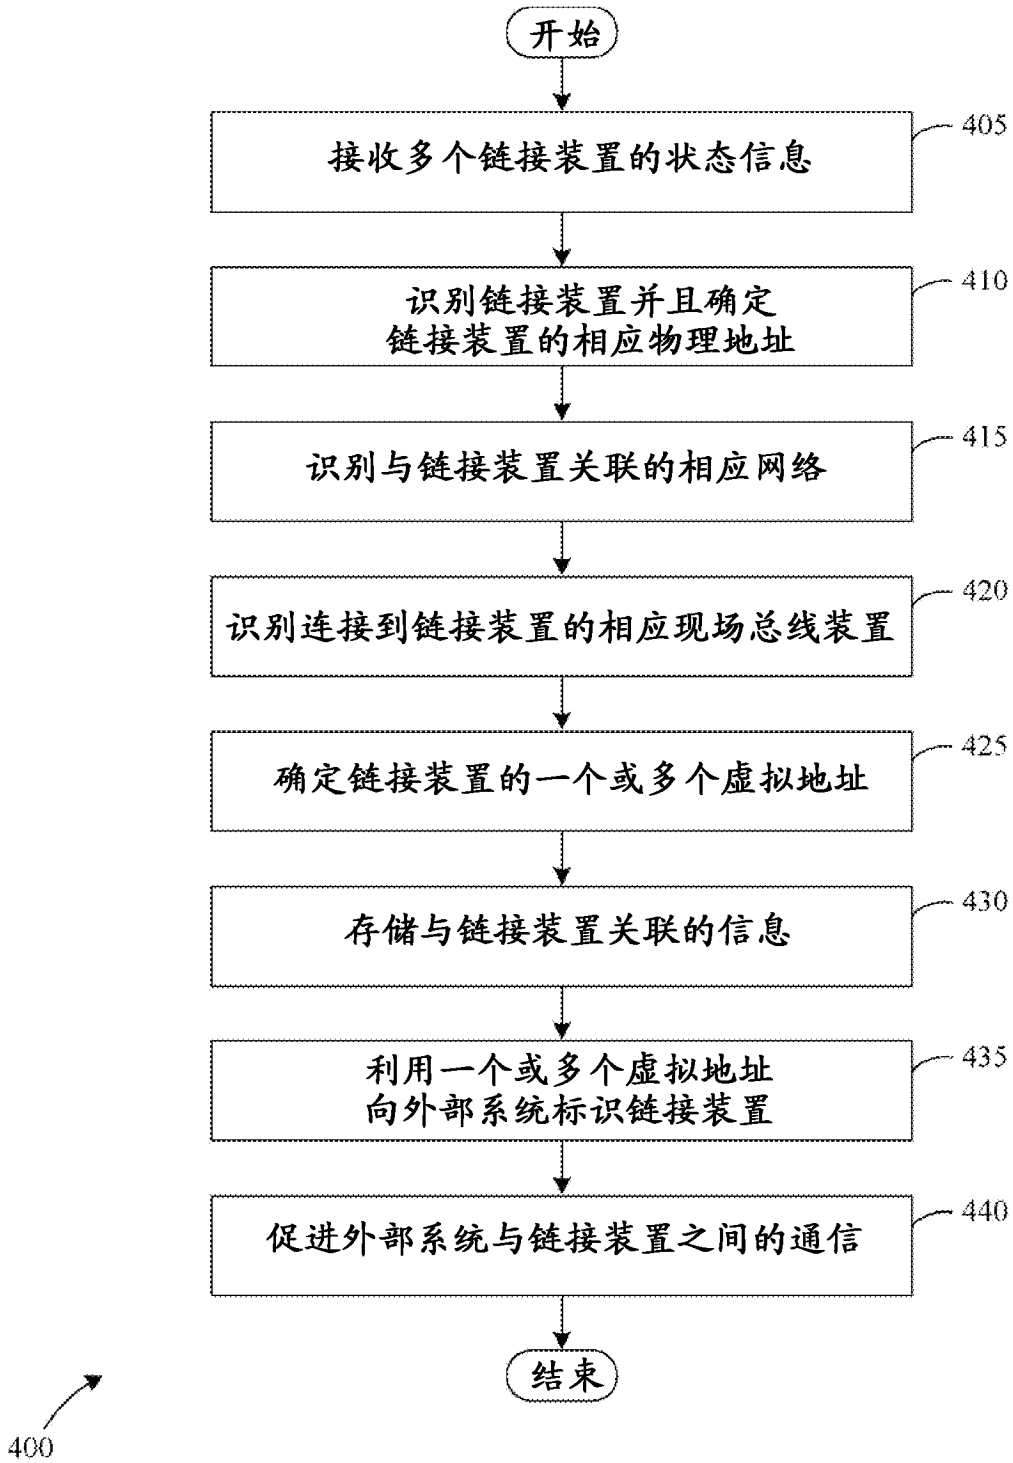 开始
接收多个链接装置的状态信息
405
识别链接装置并且确定
链接装置的相应物理地址
410
识别与链接装置关联的相应网络
415
识别连接到链接装置的相应现场总线装置
420
确定链接装置的一个或多个虚拟地址
425
存储与链接装置关联的信息
430
利用一个或多个虚拟地址
向外部系统标识链接装置
435
促进外部系统与链接装置之间的通信
440
结束
400